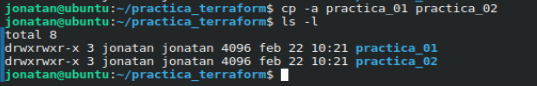 jonatan@ubuntu:~/practica_terraform$ cp -a practica_01 practica_02
jonatan@ubuntu:~/practica_terraform$ ls -l
total 8
drwxrwxr-x 3 jonatan jonatan 4096 feb 22 10:21 practica_01
drwxrwxr-x 3 jonatan jonatan 4096 feb 22 10:21 practica_02
jonatan@ubuntu:~/practica_terraform$